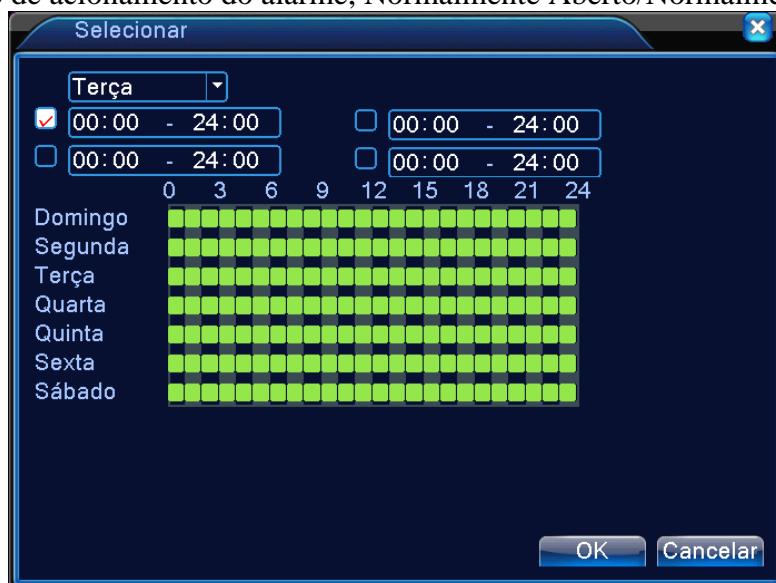 de acionamento do alarme, Normalmente Aberto/Normalme
Selecionar
Terça
00:00 - 24:00 00:00 - 24:00
00:00 - 24:00 00:00 - 24:00
0 3 6 9 12 15 18 21 24
Domingo
Segunda
Terça
Quarta
Quinta
Sexta
Sábado
OK Cancelar